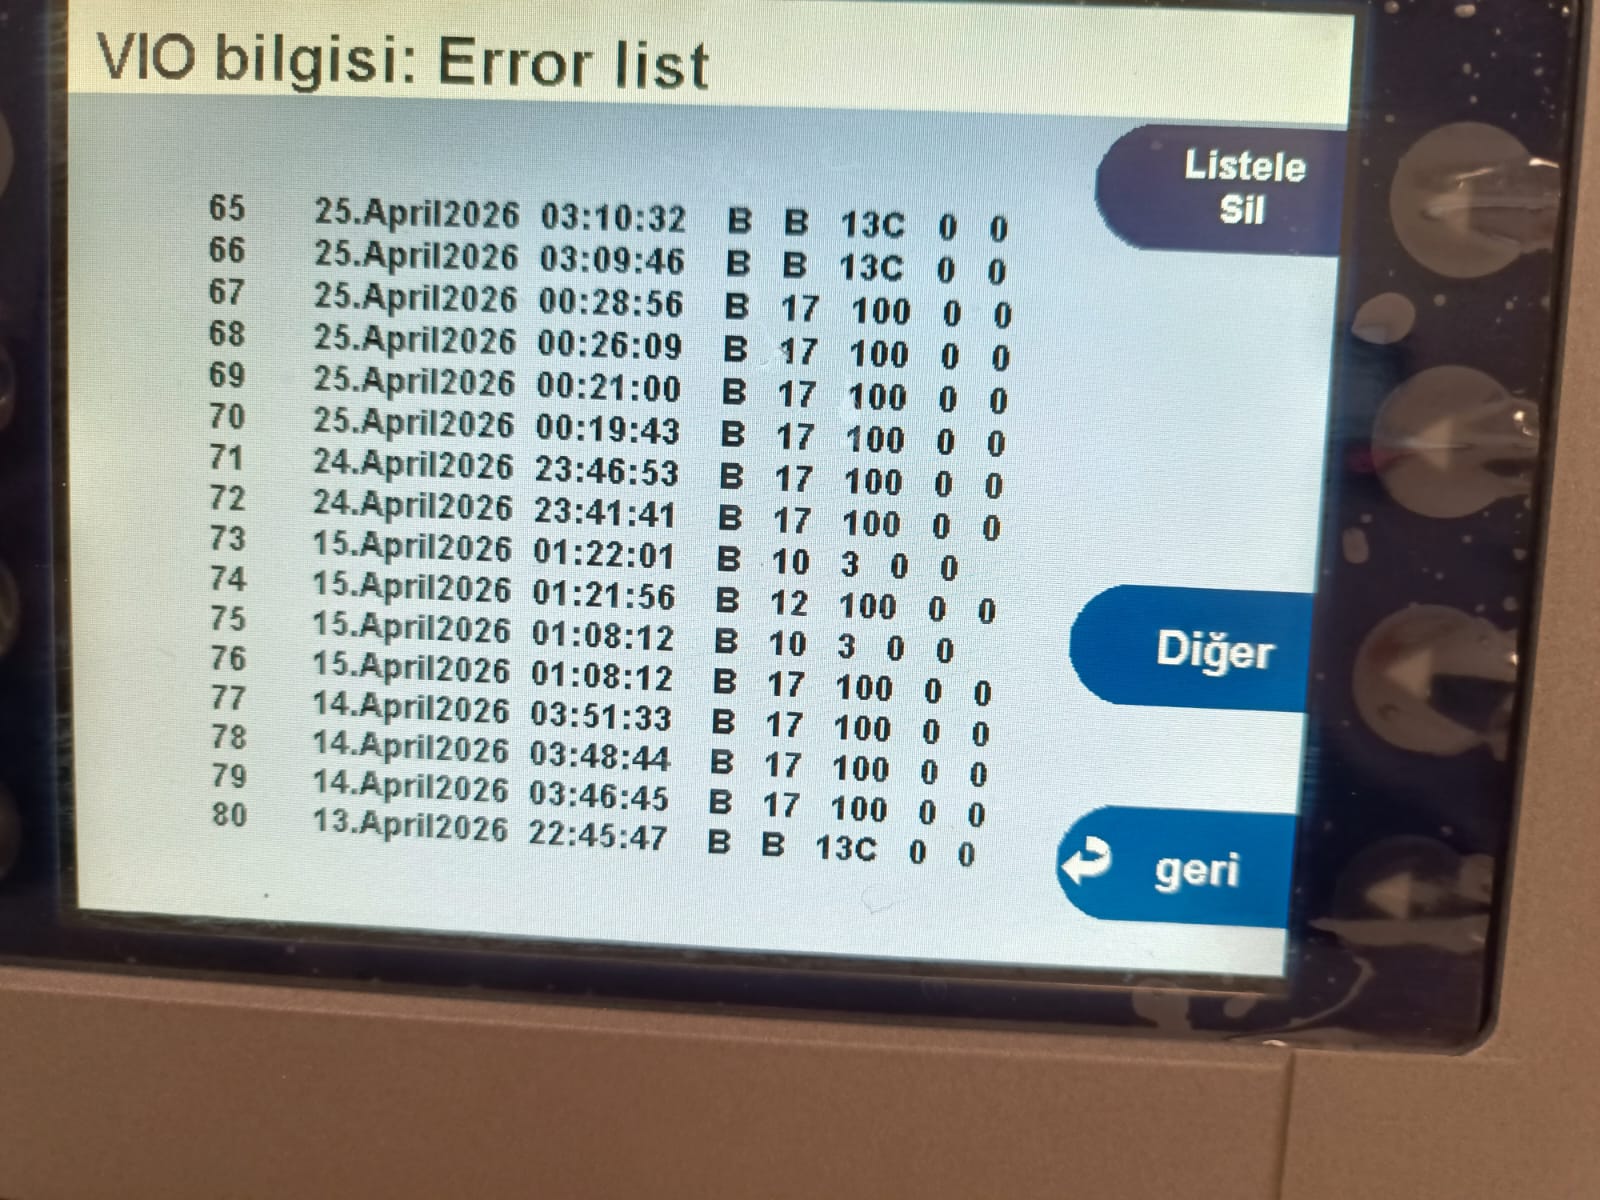 VIO bilgisi: Error list
Listele
Sil
65 25.April2026 03:10:32 B B 13C 0 0
66 25.April2026 03:09:46 B B 13C 0 0
67 25.April2026 00:28:56 B 17 100 0 0
68 25.April2026 00:26:09 B 17 100 0 0
69 25.April2026 00:21:00 B 17 100 0 0
70 25.April2026 00:19:43 B 17 100 0 0
71 24.April2026 23:46:53 B 17 100 0 0
72 24.April2026 23:41:41 B 17 100 0 0
73 15.April2026 01:22:01 B 10 3 0 0
74 15.April2026 01:21:56 B 12 100 0 0
75 15.April2026 01:08:12 B 10 3 0 0
76 15.April2026 01:08:12 B 17 100 0 0
77 14.April2026 03:51:33 B 17 100 0 0
78 14.April2026 03:48:44 B 17 100 0 0
79 14.April2026 03:46:45 B 17 100 0 0
80 13.April2026 22:45:47 B B 13C 0 0
Diğer
geri